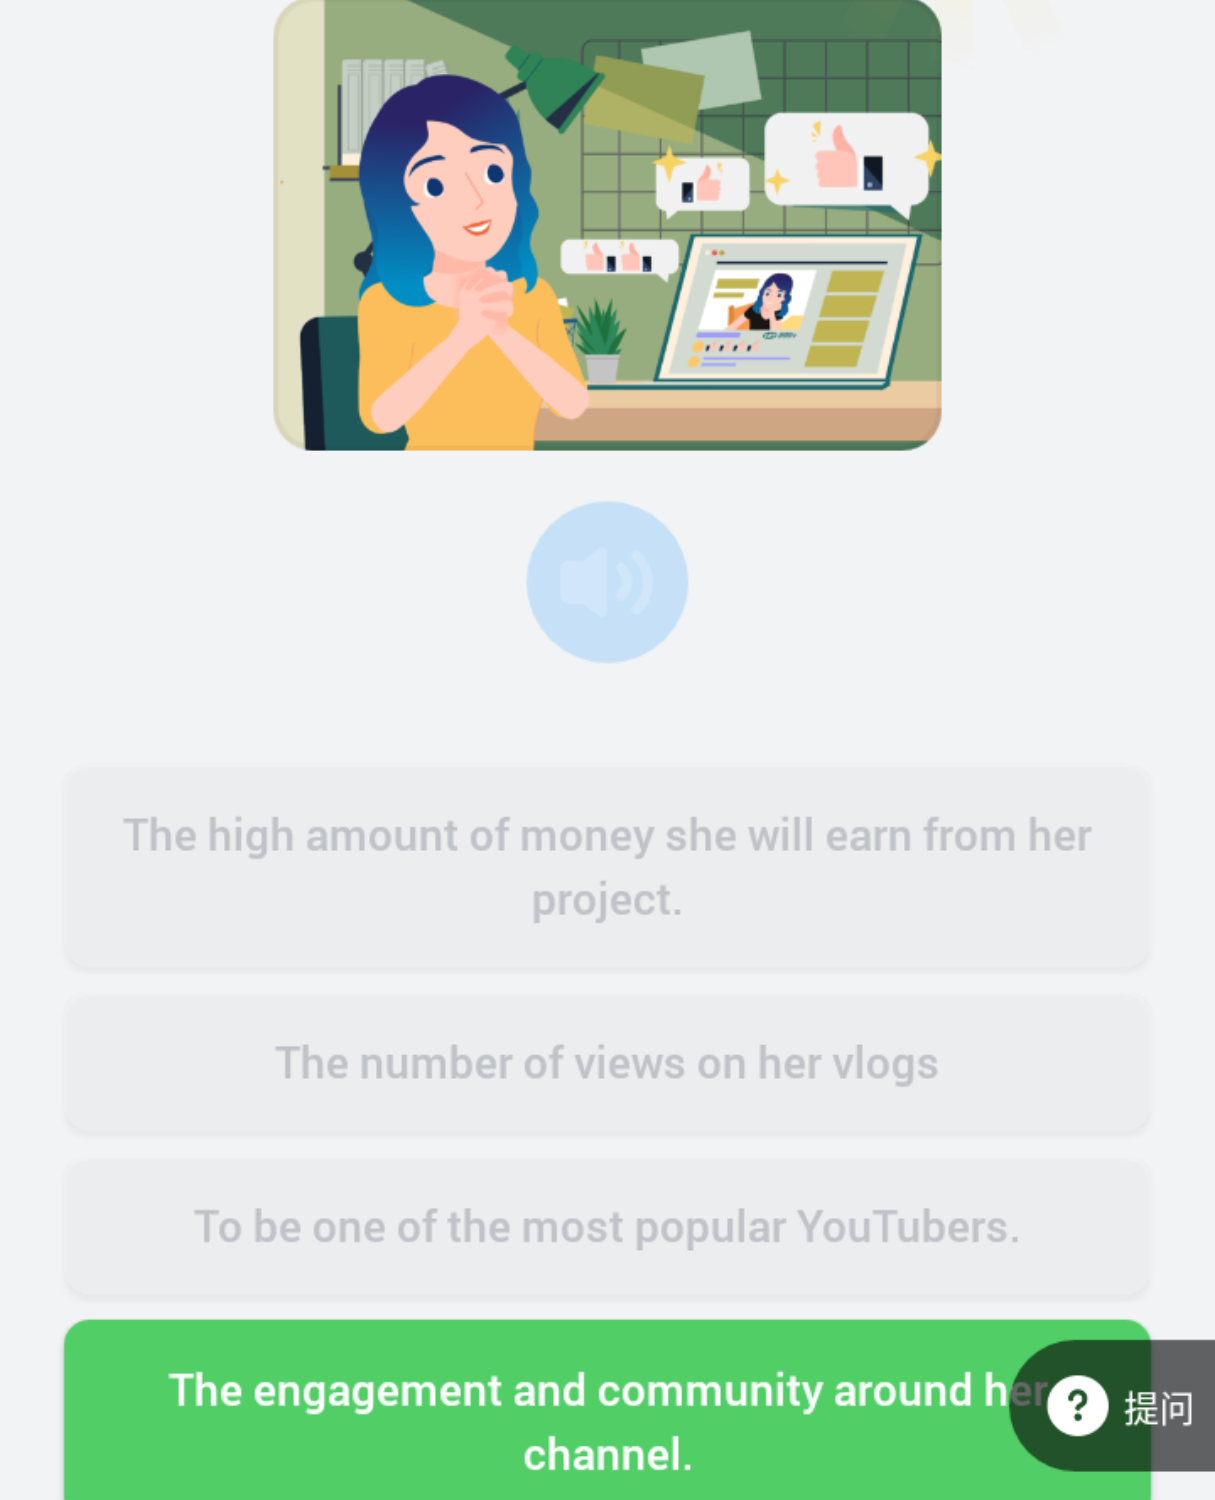 The high amount of money she will earn from her
project.
The number of views on her vlogs
To be one of the most popular YouTubers.
The engagement and community around her
channel.
提问